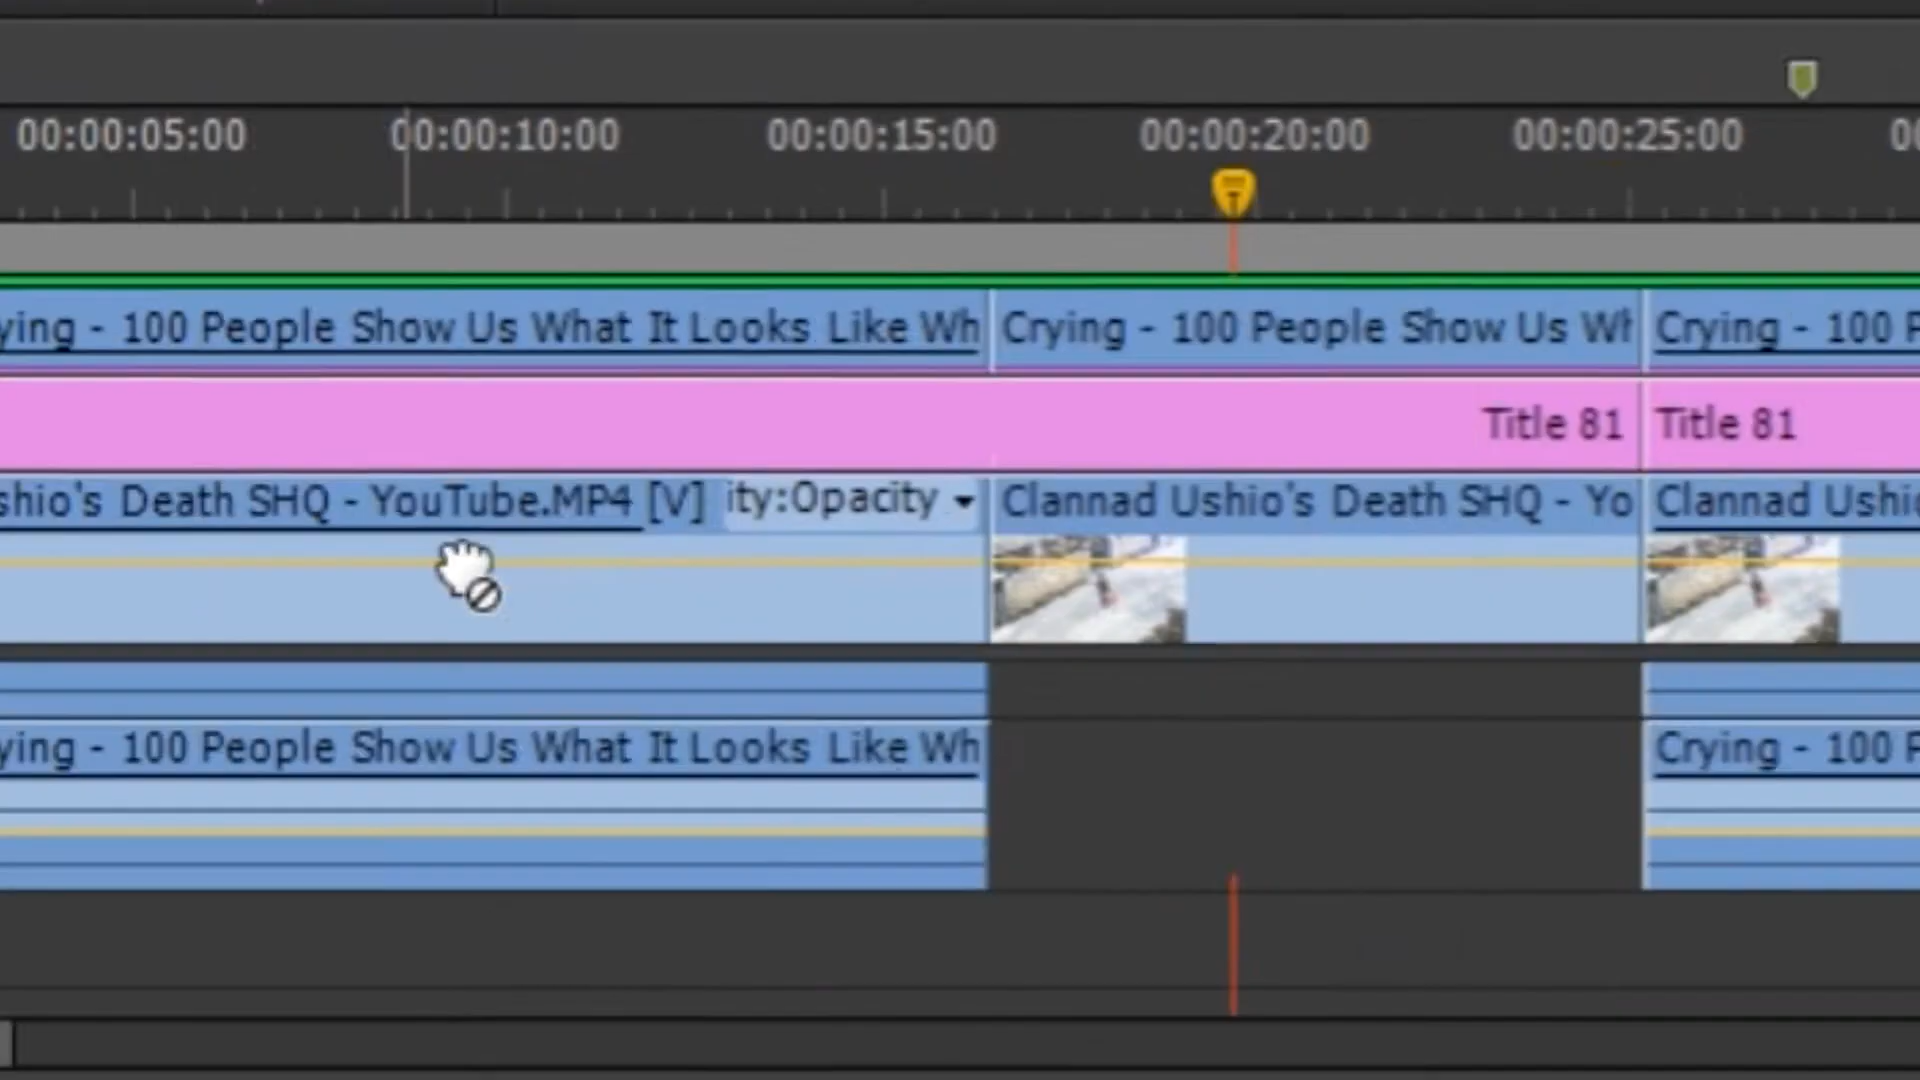 00:00:05:00 00:00:10:00 00:00:15:00 00:00:20:00 00:00:25:00 00
ying - 100 People Show Us What It Looks Like Wh Crying - 100 People Show Us Wh Crying - 100 P
Title 81 Title 81
shio's Death SHQ - YouTube.MP4 [V] ity:Opacity Clannad Ushio's Death SHQ - Yo Clannad Ushi
ying - 100 People Show Us What It Looks Like Wh Crying - 100 P